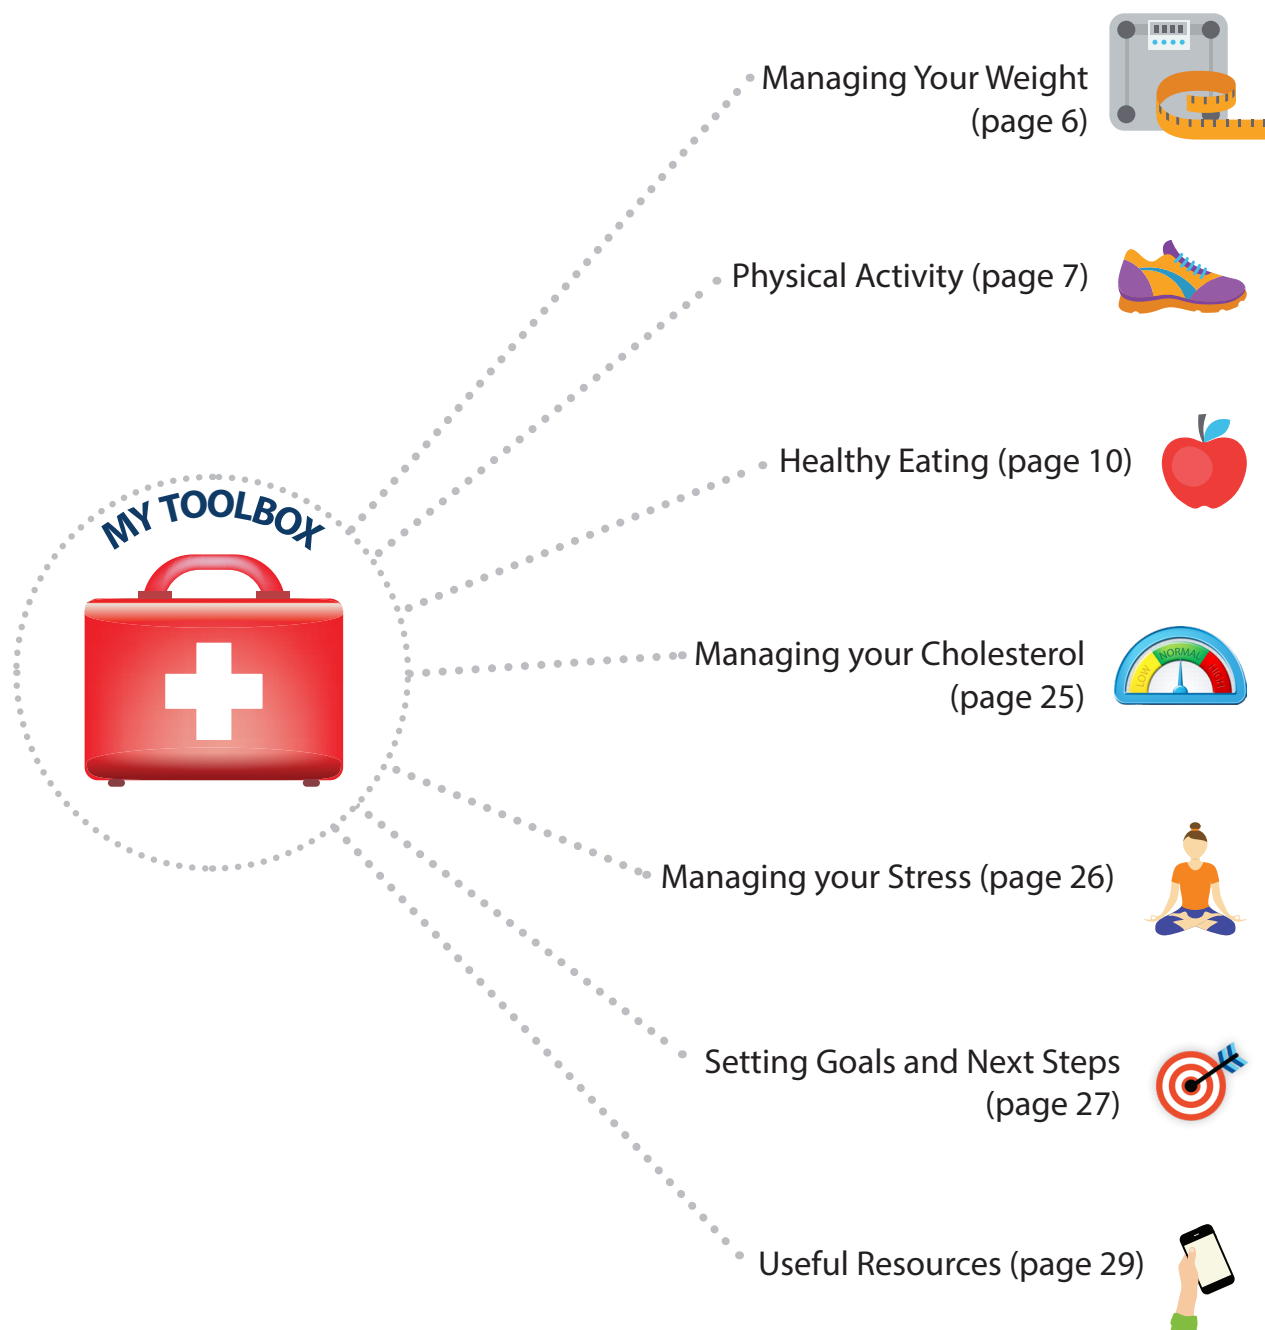 Managing Your Weight
(page 6)
Physical Activity (page 7)
Healthy Eating (page 10)
MY TOOLBOX
Managing your Cholesterol
(page 25)
LOW
NORMAL
HIGH
Managing your Stress (page 26)
Setting Goals and Next Steps
(page 27)
Useful Resources (page 29)